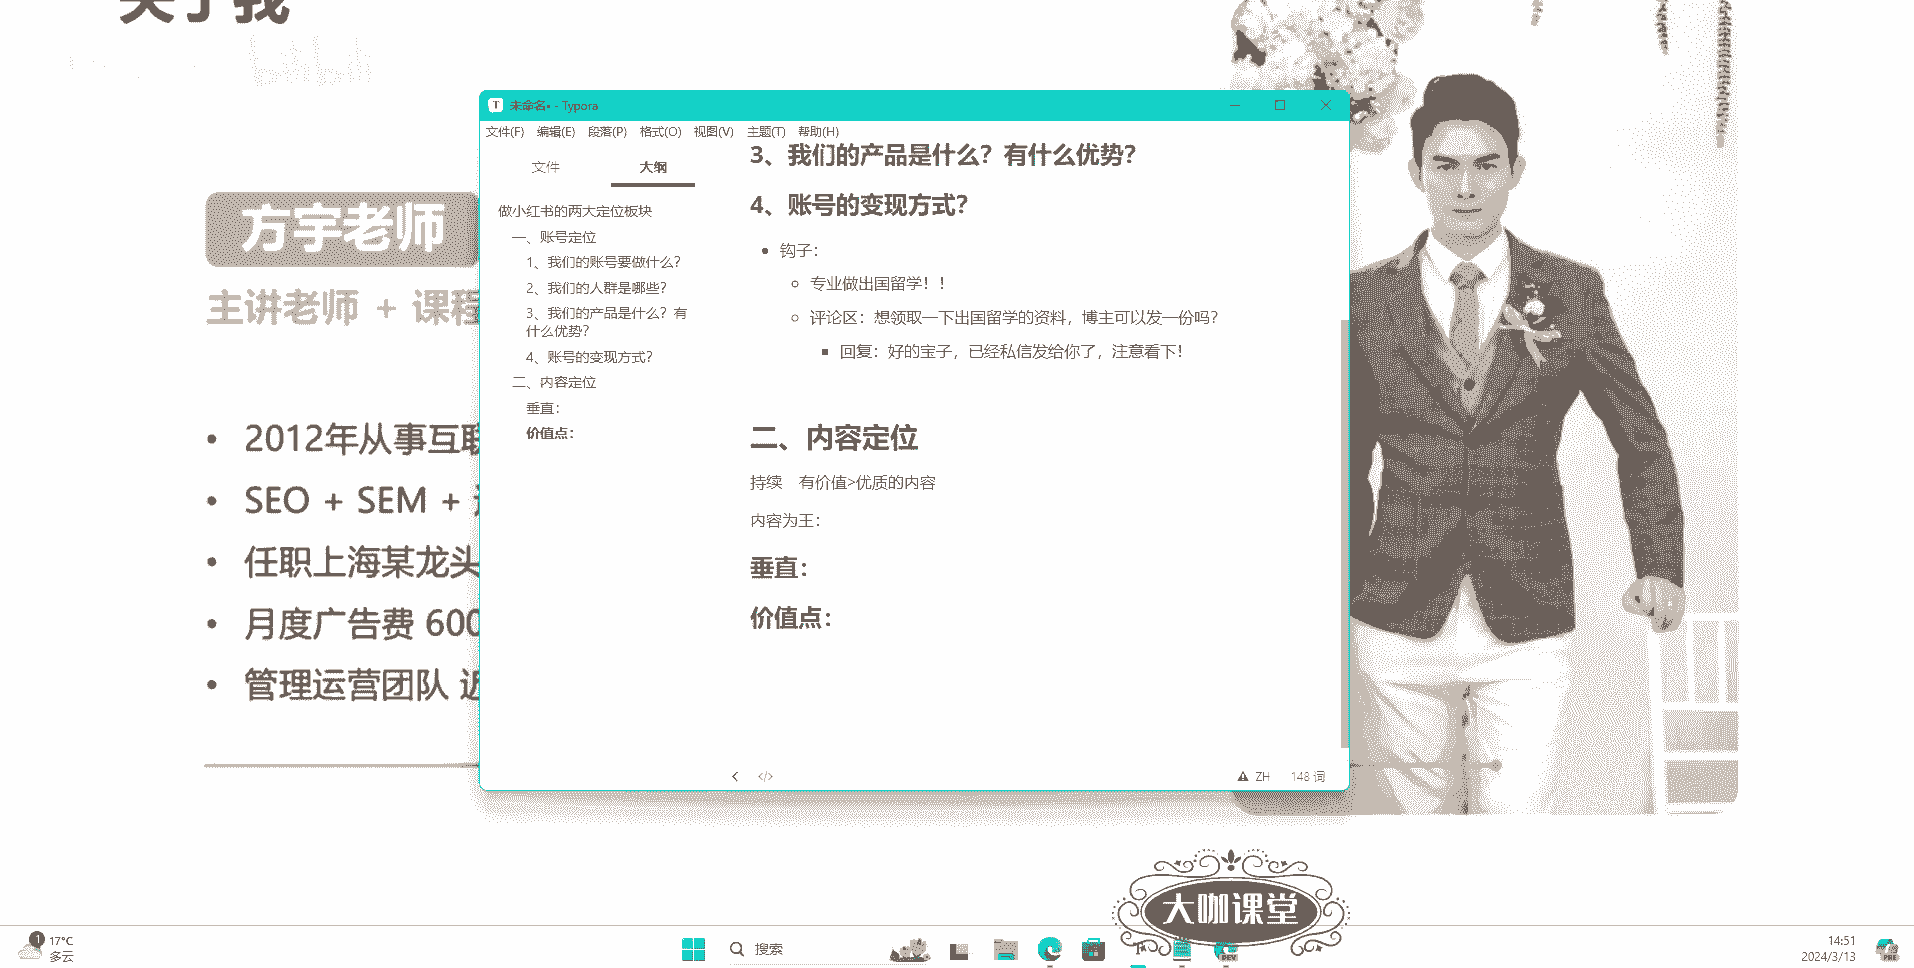 关于我
bilibili
方宇老师
主讲老师 + 课程
2012年从事互联
SEO + SEM +
任职上海某龙头
月度广告费 600
管理运营团队 近
未命名• - Typora
文件(F) 编辑(E) 段落(P) 格式(O) 视图(V) 主题(T) 帮助(H)
文件 大纲
做小红书的两大定位板块
一、账号定位
1、我们的账号要做什么？
2、我们的人群是哪些？
3、我们的产品是什么？有
什么优势？
4、账号的变现方式？
二、内容定位
垂直：
价值点：
3、我们的产品是什么？有什么优势？
4、账号的变现方式？
钩子：
专业做出国留学！！
评论区：想领取一下出国留学的资料，博主可以发一份吗？
回复：好的宝子，已经私信发给你了，注意看下！
二、内容定位
持续 有价值>优质的内容
内容为王：
垂直：
价值点：
ZH 148 词
大咖课堂
1
17°C
多云
搜索
DEV
14:51
2024/3/13
PRE